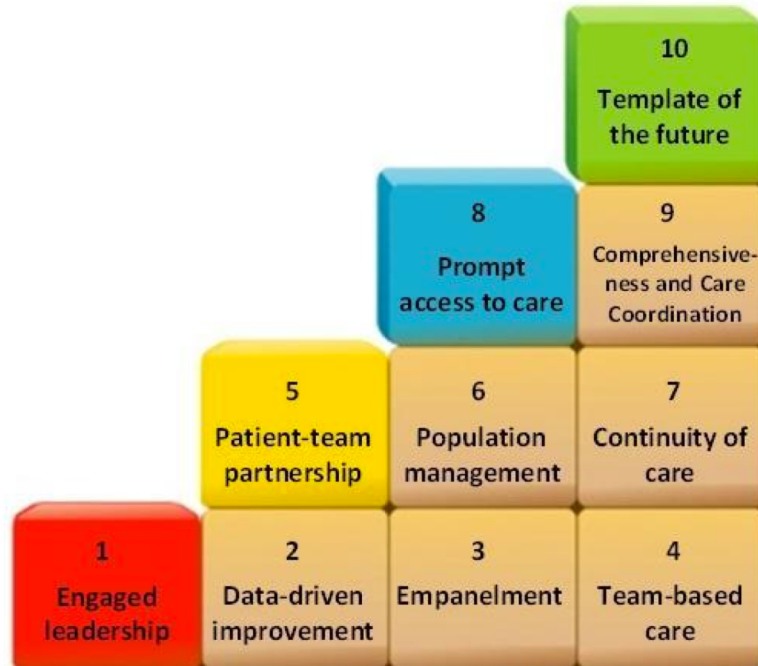 10
Template of
the future
8
Prompt
access to care
9
Comprehensive-
ness and Care
Coordination
5
Patient-team
partnership
6
Population
management
7
Continuity of
care
1
Engaged
leadership
2
Data-driven
improvement
3
Empanelment
4
Team-based
care